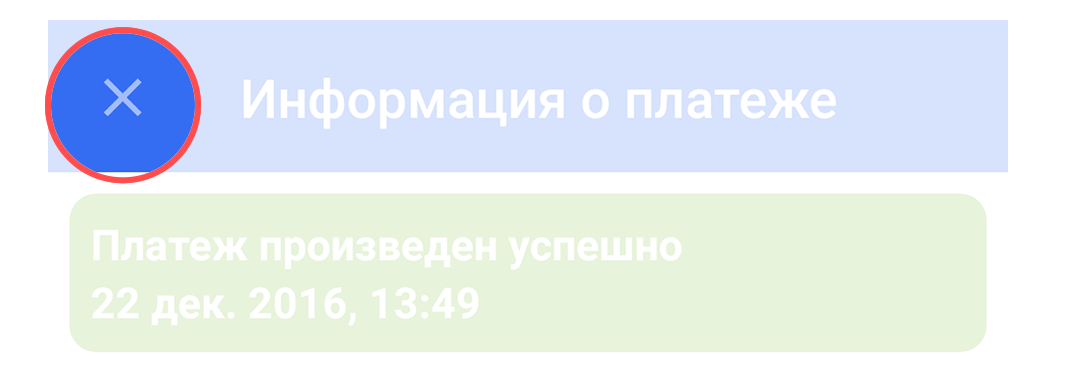 Информация о платеже
Платеж произведен успешно
22 дек. 2016, 13:49